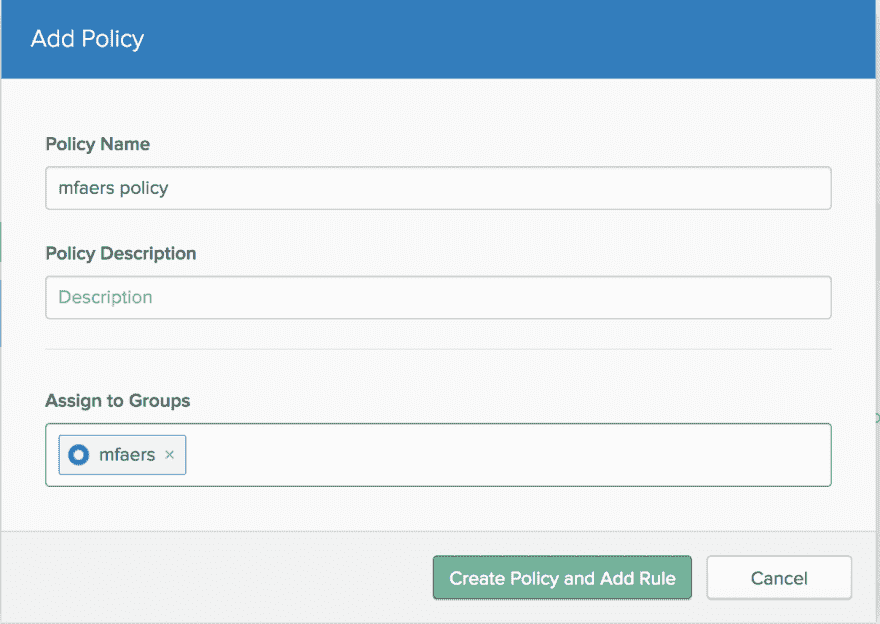 Add Policy
Policy Name
mfaers policy
Policy Description
Description
Assign to Groups
mfaers ×
Create Policy and Add Rule
Cancel